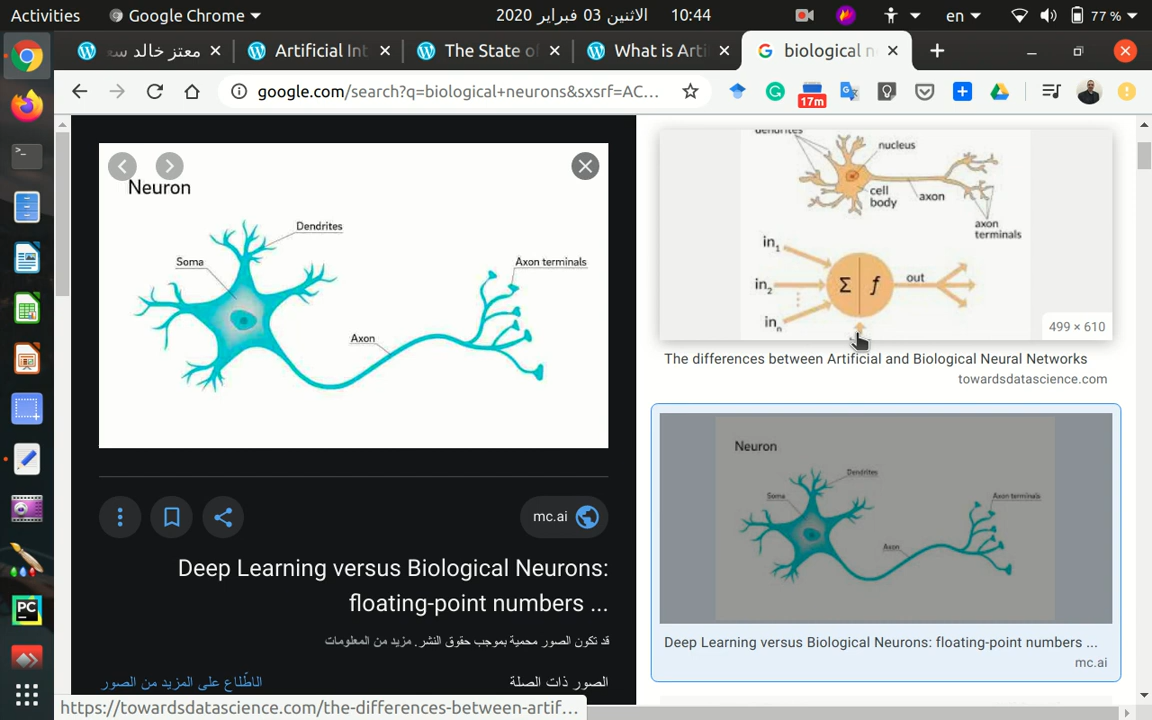 Activities
Google Chrome
الاثنين 03 فبراير 2020
10:44
en
77 %
معتز خالد سع
Artificial Int
The State o
What is Arti
biological n
google.com/search?q=biological+neurons&sxsrf=AC...
17m
Neuron
Dendrites
Soma
Axon terminals
Axon
mc.ai
Deep Learning versus Biological Neurons:
floating-point numbers ...
قد تكون الصور محمية بموجب حقوق النشر. مزيد من المعلومات
الصور ذات الصلة
الاطّلاع على المزيد من الصور
dendrites
nucleus
cell
body
axon
axon
terminals
in1
in2
inn
Σ f
out
499 × 610
The differences between Artificial and Biological Neural Networks
towardsdatascience.com
Neuron
Dendrites
Soma
Axon terminals
Axon
Deep Learning versus Biological Neurons: floating-point numbers ...
mc.ai
PC
https://towardsdatascience.com/the-differences-between-artif...